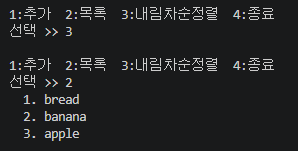 1:추가 2:목록 3:내림차순정렬 4:종료
선택 >> 3
1:추가 2:목록 3:내림차순정렬 4:종료
선택 >> 2
1. bread
2. banana
3. apple